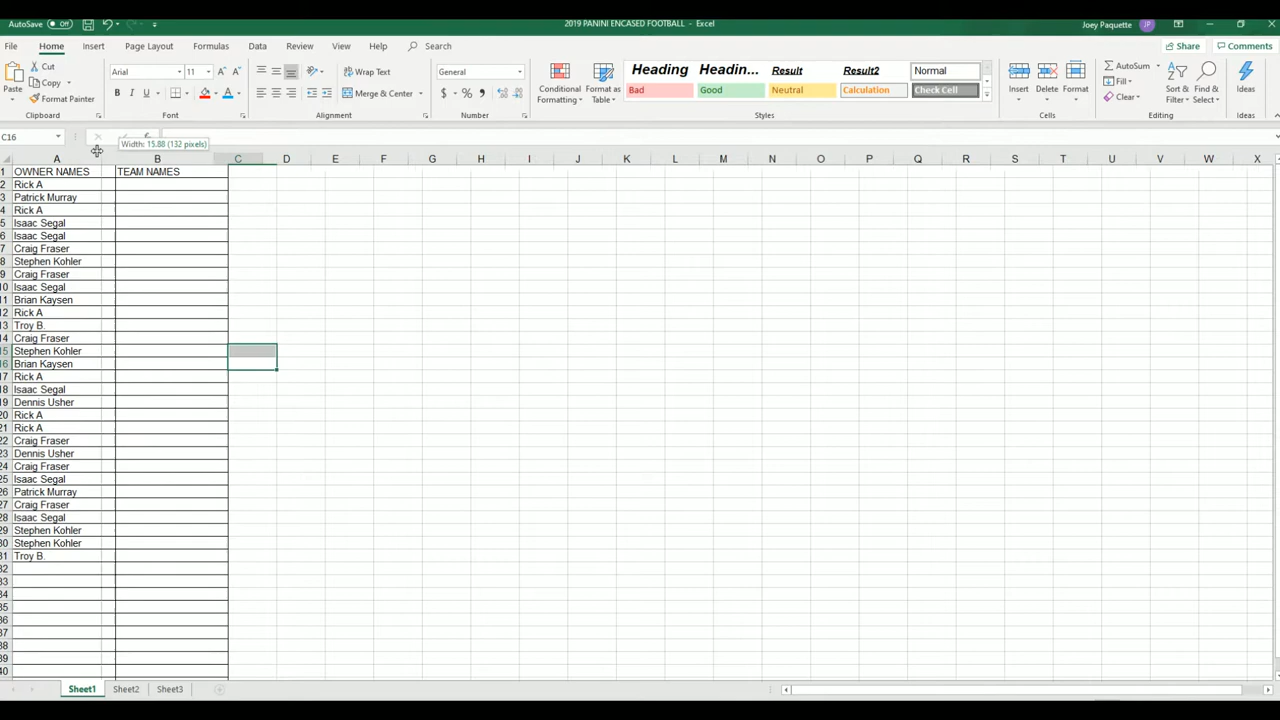 AutoSave Off 2019 PANINI ENCASED FOOTBALL - Excel Joey Paquette JP
File Home Insert Page Layout Formulas Data Review View Help Search Share Comments
Cut Arial 11 Wrap Text General Heading Headin... Result Result2 Normal AutoSum
Copy Fill
Paste Format Painter Merge & Center Conditional Formatting Format as Table Bad Good Neutral Calculation Check Cell Insert Delete Format Clear Sort & Filter Find & Select Ideas
Clipboard Font Alignment Number Styles Cells Editing Ideas
C16 Width: 15.88 (132 pixels)
A B C D E F G H I J K L M N O P Q R S T U V W X
1 OWNER NAMES TEAM NAMES
2 Rick A
3 Patrick Murray
4 Rick A
5 Isaac Segal
6 Isaac Segal
7 Craig Fraser
8 Stephen Kohler
9 Craig Fraser
10 Isaac Segal
11 Brian Kaysen
12 Rick A
13 Troy B.
14 Craig Fraser
15 Stephen Kohler
16 Brian Kaysen
17 Rick A
18 Isaac Segal
19 Dennis Usher
20 Rick A
21 Rick A
22 Craig Fraser
23 Dennis Usher
24 Craig Fraser
25 Isaac Segal
26 Patrick Murray
27 Craig Fraser
28 Isaac Segal
29 Stephen Kohler
30 Stephen Kohler
31 Troy B.
32
33
34
35
36
37
38
39
40
Sheet1 Sheet2 Sheet3